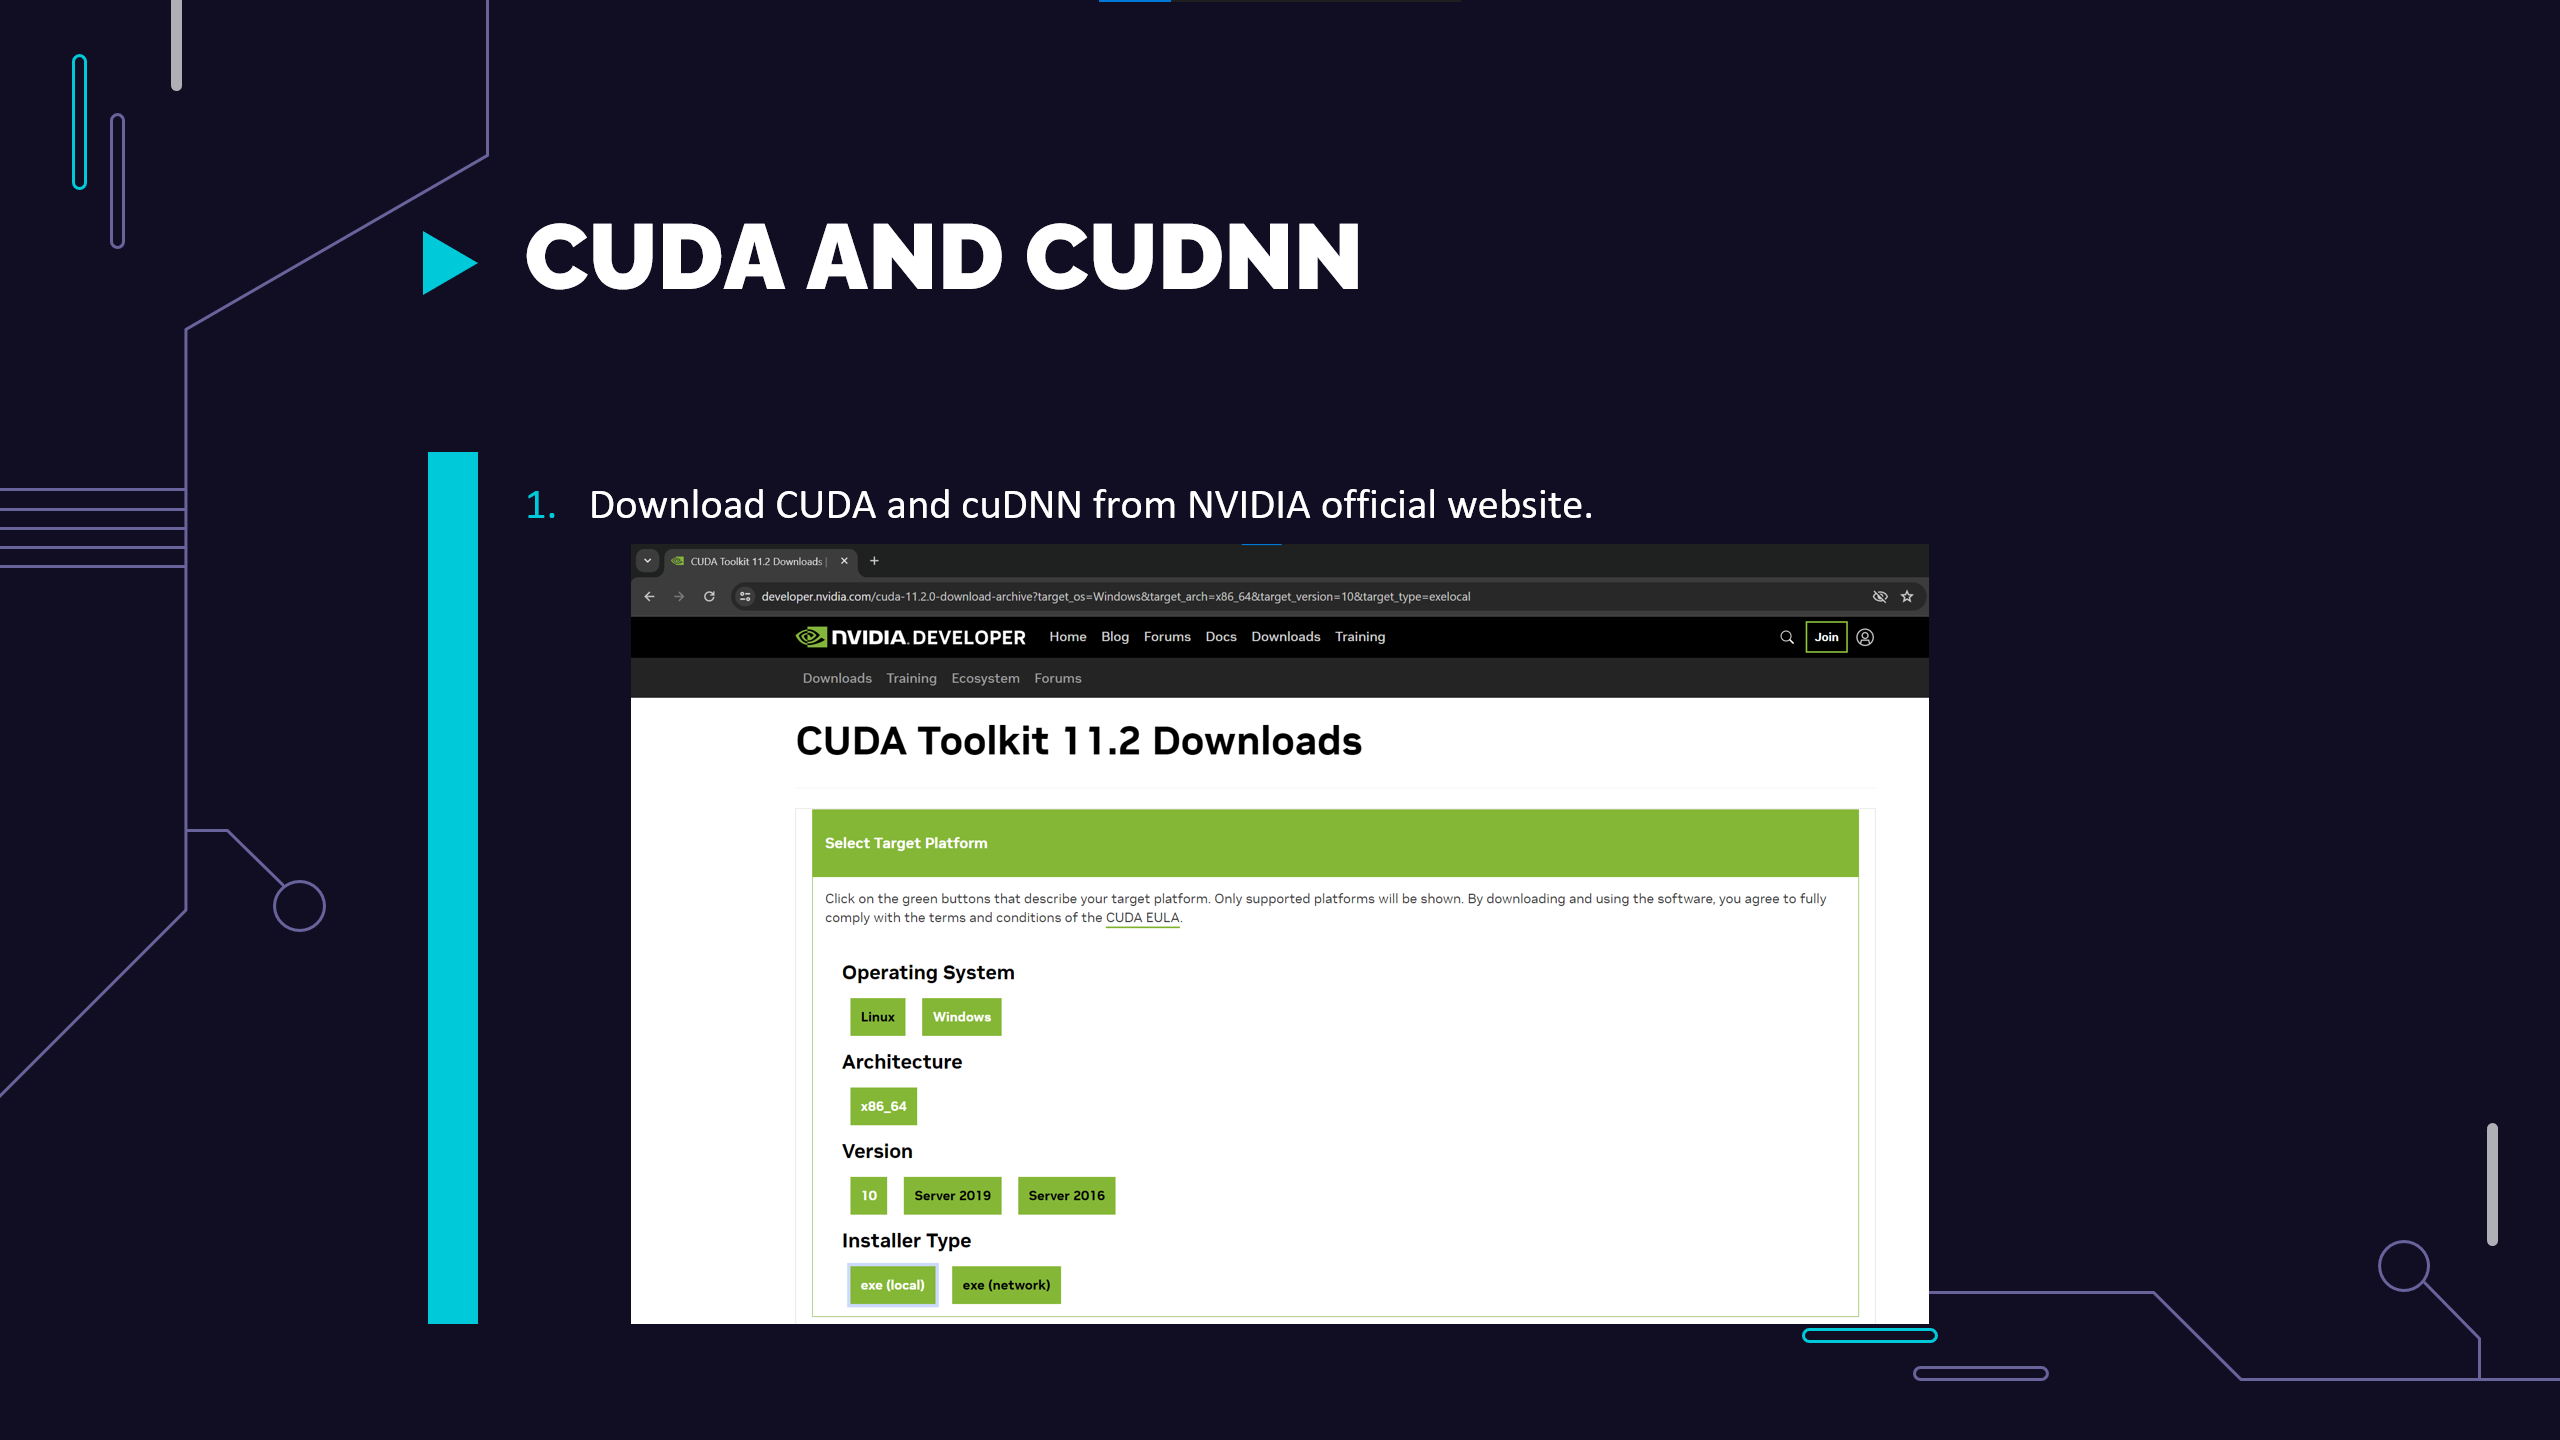 CUDA AND CUDNN
1. Download CUDA and cuDNN from NVIDIA official website.
CUDA Toolkit 11.2 Downloads |
developer.nvidia.com/cuda-11.2.0-download-archive?target_os=Windows&target_arch=x86_64&target_version=10&target_type=exelocal
NVIDIA. DEVELOPER Home Blog Forums Docs Downloads Training Join
Downloads Training Ecosystem Forums
CUDA Toolkit 11.2 Downloads
Select Target Platform
Click on the green buttons that describe your target platform. Only supported platforms will be shown. By downloading and using the software, you agree to fully
comply with the terms and conditions of the CUDA EULA.
Operating System
Linux Windows
Architecture
x86_64
Version
10 Server 2019 Server 2016
Installer Type
exe (local) exe (network)